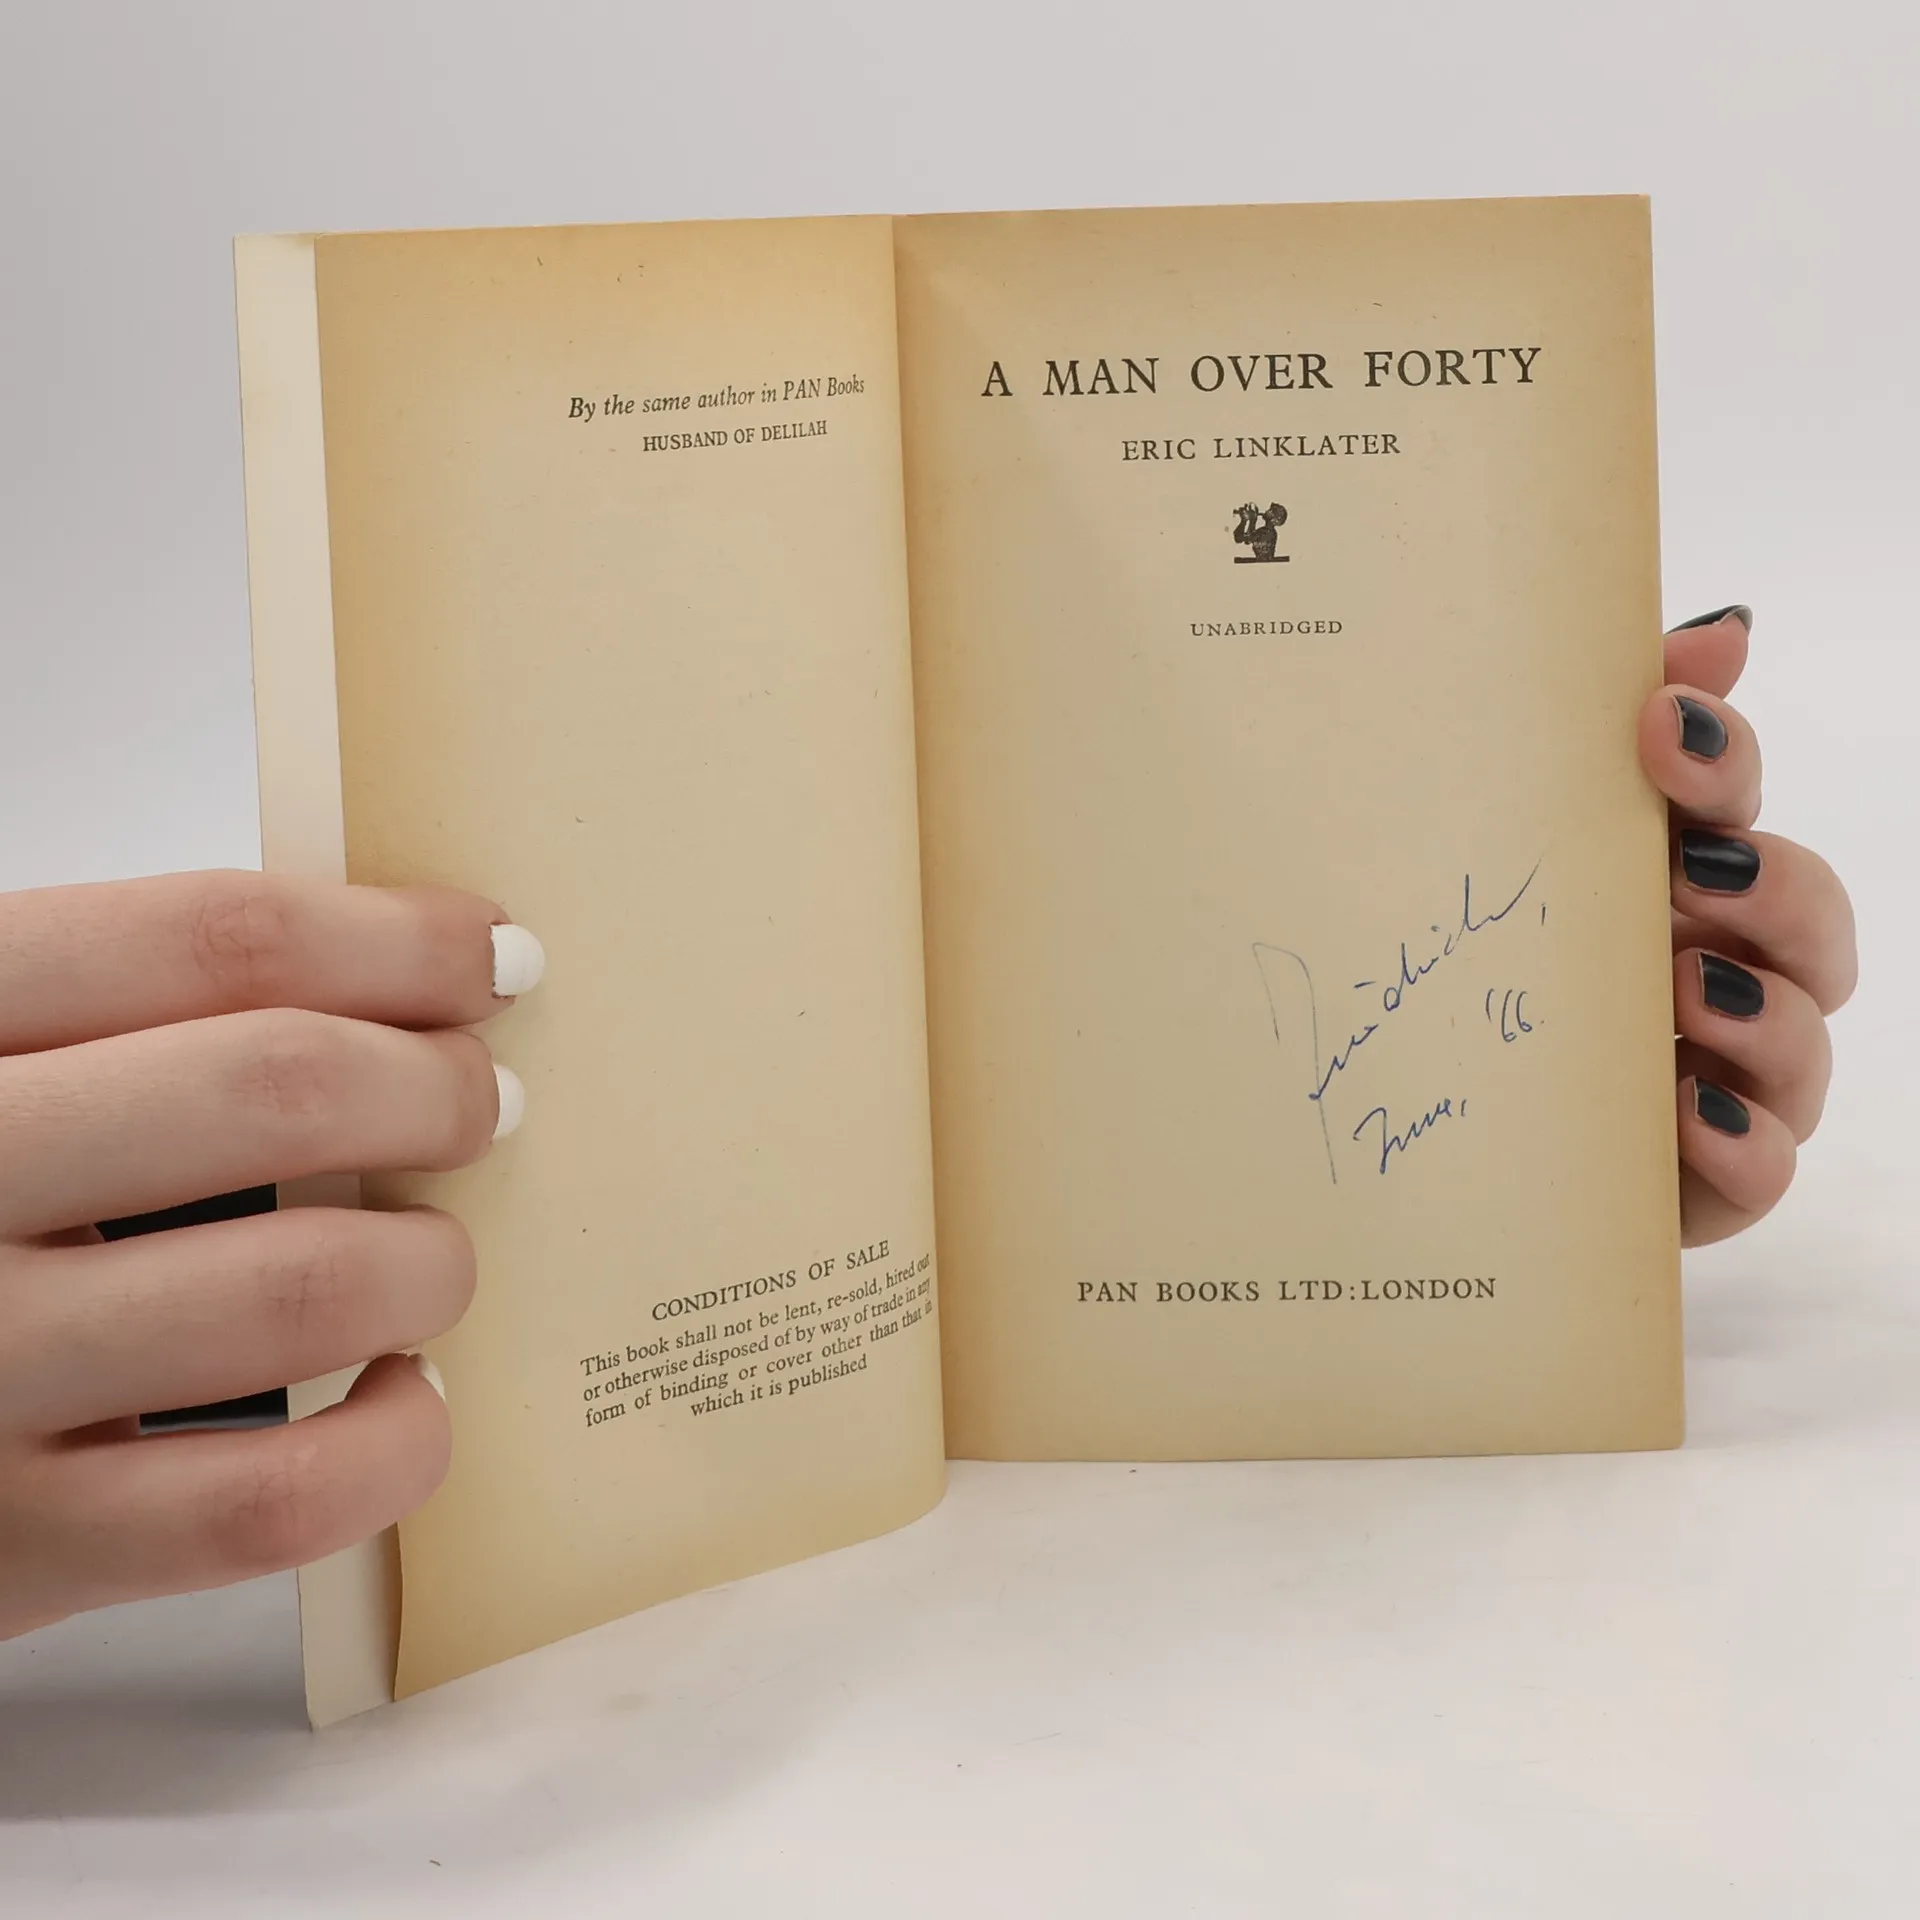 By the same author in PAN Books
HUSBAND OF DELILAH
CONDITIONS OF SALE
This book shall not be lent, re-sold, hired out
or otherwise disposed of by way of trade in any
form of binding or cover other than that in
which it is published
A MAN OVER FORTY
ERIC LINKLATER
UNABRIDGED
'66.
PAN BOOKS LTD:LONDON